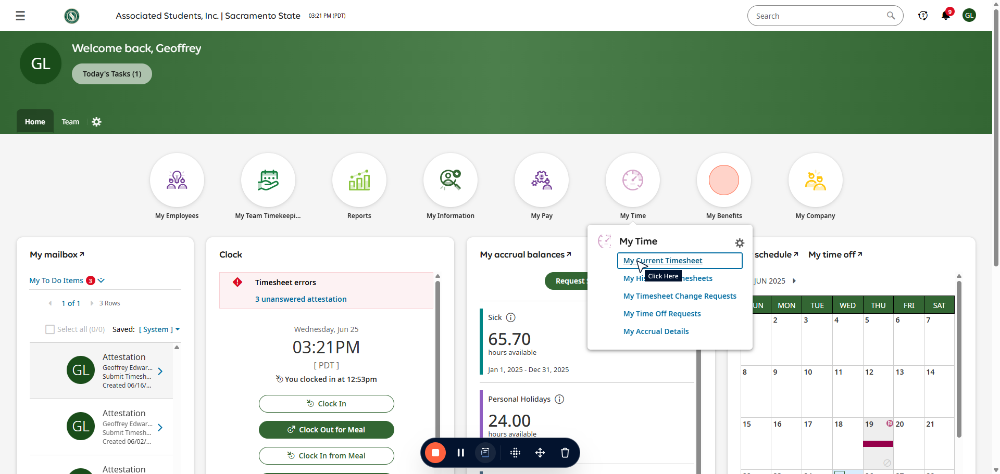 Associated Students, Inc. | Sacramento State
03:21 PM (PDT)
Search
9
GL
GL
Welcome back, Geoffrey
Today's Tasks (1)
Home
Team
My Employees
My Team Timekeepi...
Reports
My Information
My Pay
My Time
My Benefits
My Company
My mailbox
My To Do Items 3
1 of 1
3 Rows
Select all (0/0)
Saved: [ System ]
GL
Attestation
Geoffrey Edwar...
Submit Timesh...
Created 06/16/...
GL
Attestation
Geoffrey Edwar...
Submit Timesh...
Created 06/02/...
Attestation
Clock
Timesheet errors
3 unanswered attestation
Wednesday, Jun 25
03:21PM
[ PDT ]
You clocked in at 12:53pm
Clock In
Clock Out for Meal
Clock In from Meal
My accrual balances
Request
Sick
65.70
hours available
Jan 1, 2025 - Dec 31, 2025
Personal Holidays
24.00
hours available
My Time
My Current Timesheet
Click Here
My Timesheet Change Requests
My Time Off Requests
My Accrual Details
schedule
My time off
JUN 2025
MON TUE WED THU FRI SAT
2 3 4 5 6 7
8 9 10 11 12 13 14
15 16 17 18 19 20 21